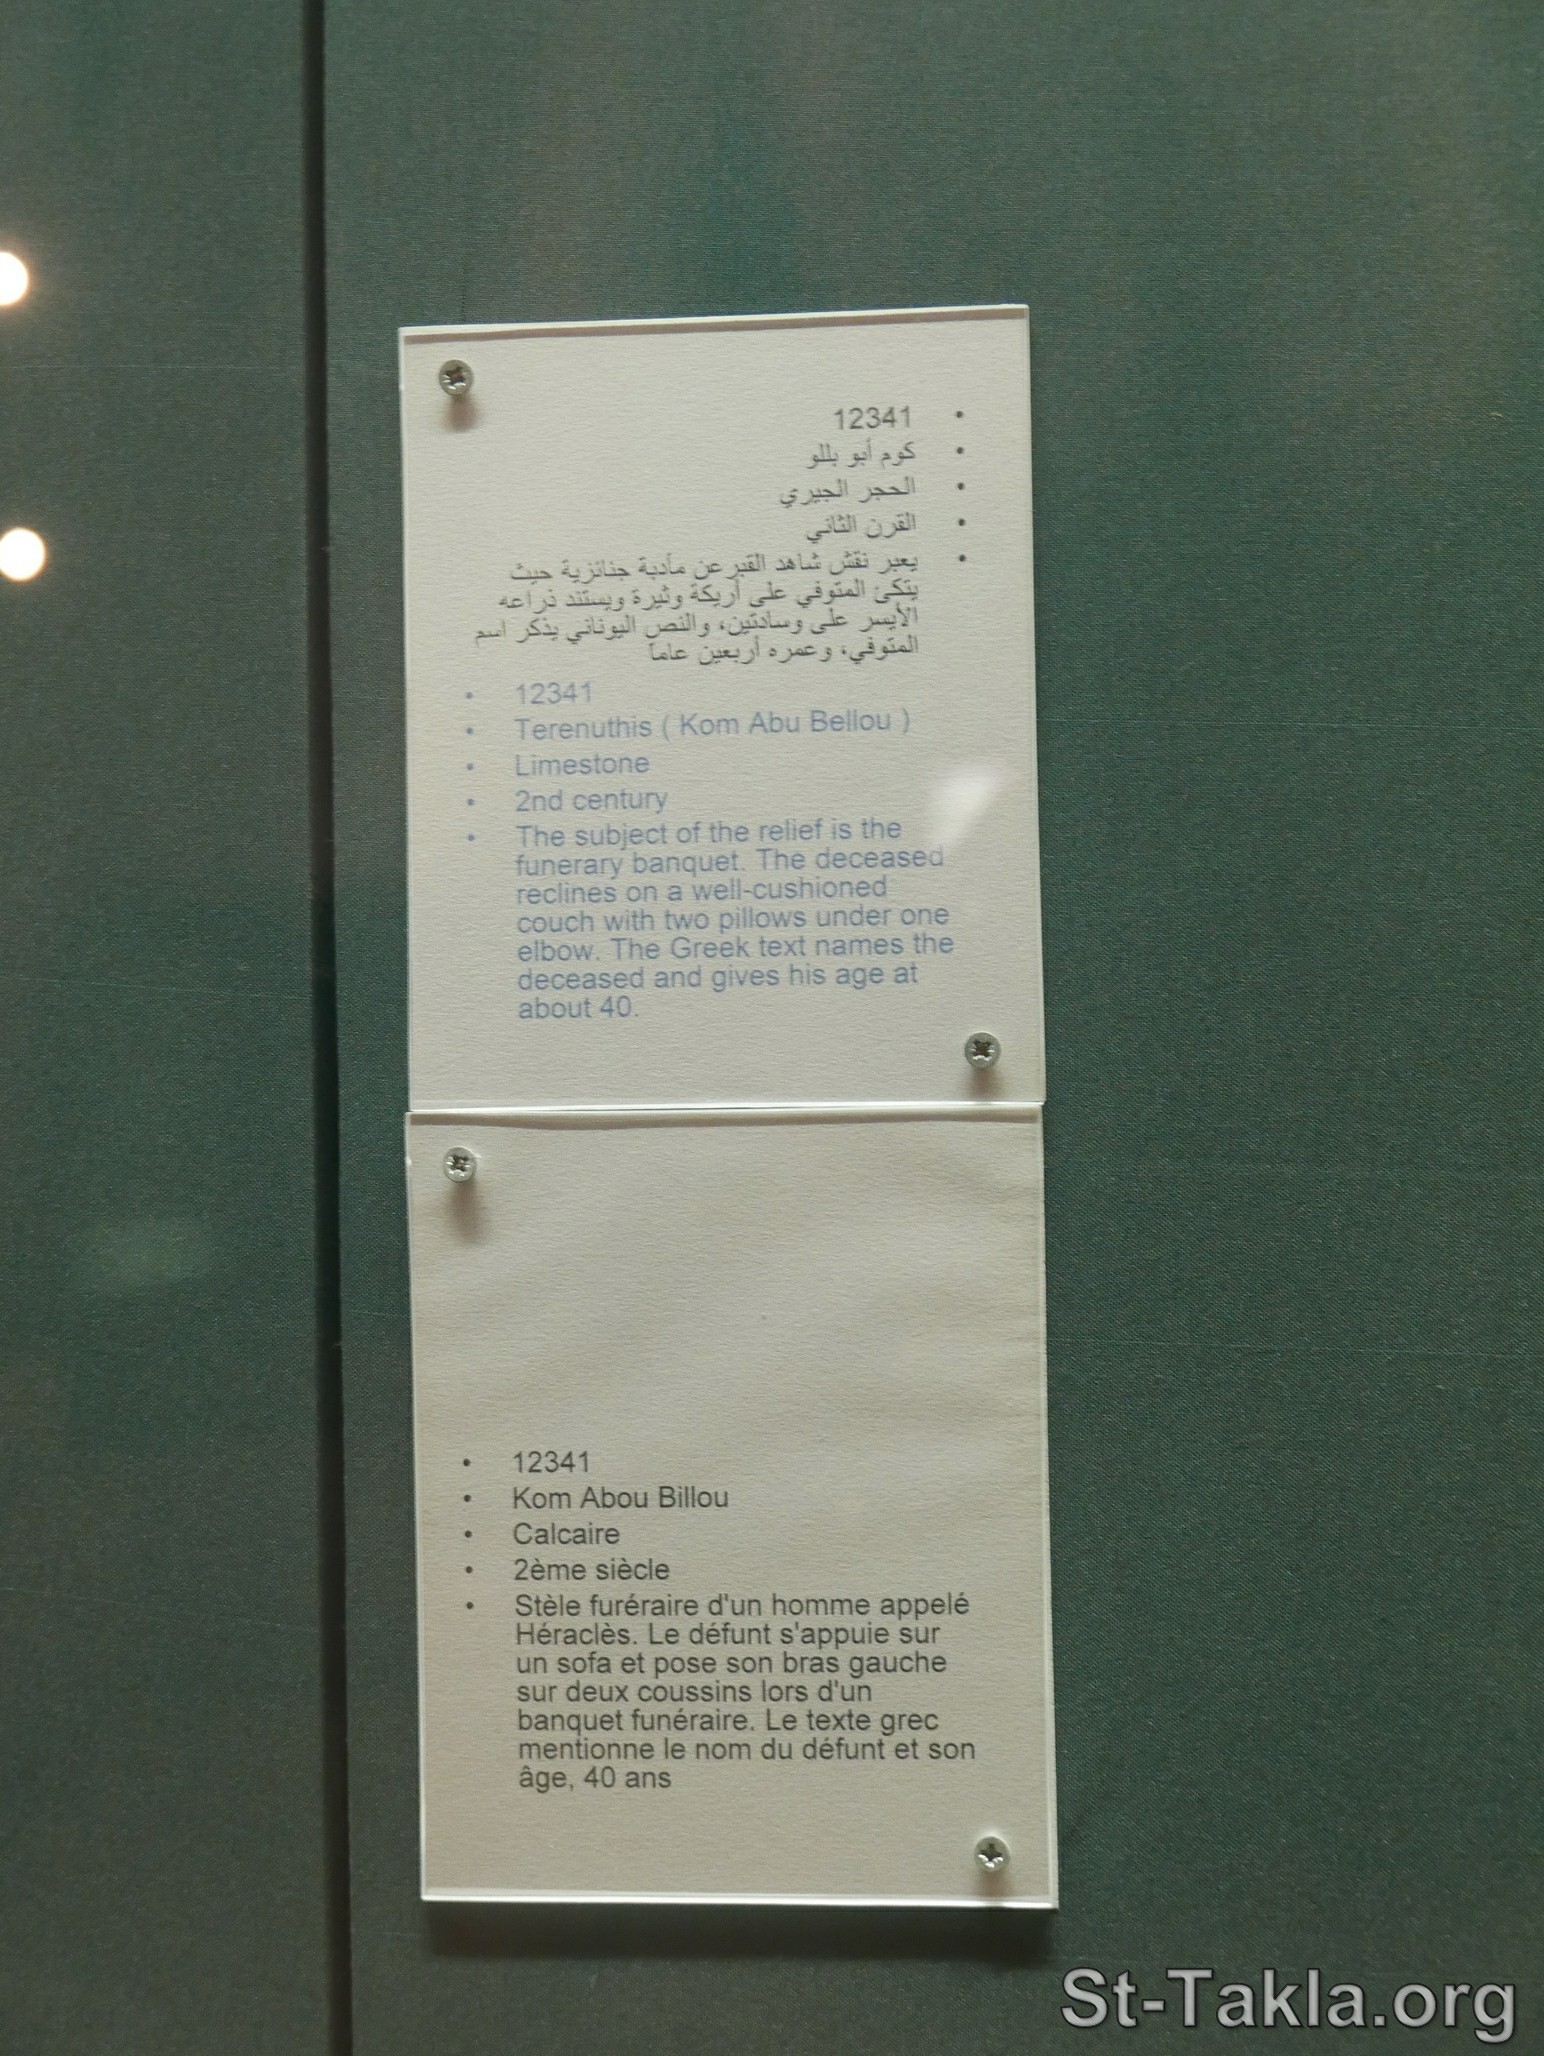 12341
كوم أبو بللو
الحجر الجيري
القرن الثاني
يعبر نقش شاهد القبر عن مأدبة جنائزية حيث
يتكئ المتوفي على أريكة وثيرة ويستند ذراعه
الأيسر على وسادتين، والنص اليوناني يذكر اسم
المتوفي، وعمره أربعين عاماً
12341
Terenuthis ( Kom Abu Bellou )
Limestone
2nd century
The subject of the relief is the
funerary banquet. The deceased
reclines on a well-cushioned
couch with two pillows under one
elbow. The Greek text names the
deceased and gives his age at
about 40.
12341
Kom Abou Billou
Calcaire
2ème siècle
Stèle furéraire d'un homme appelé
Héraclès. Le défunt s'appuie sur
un sofa et pose son bras gauche
sur deux coussins lors d'un
banquet funéraire. Le texte grec
mentionne le nom du défunt et son
âge, 40 ans
St-Takla.org